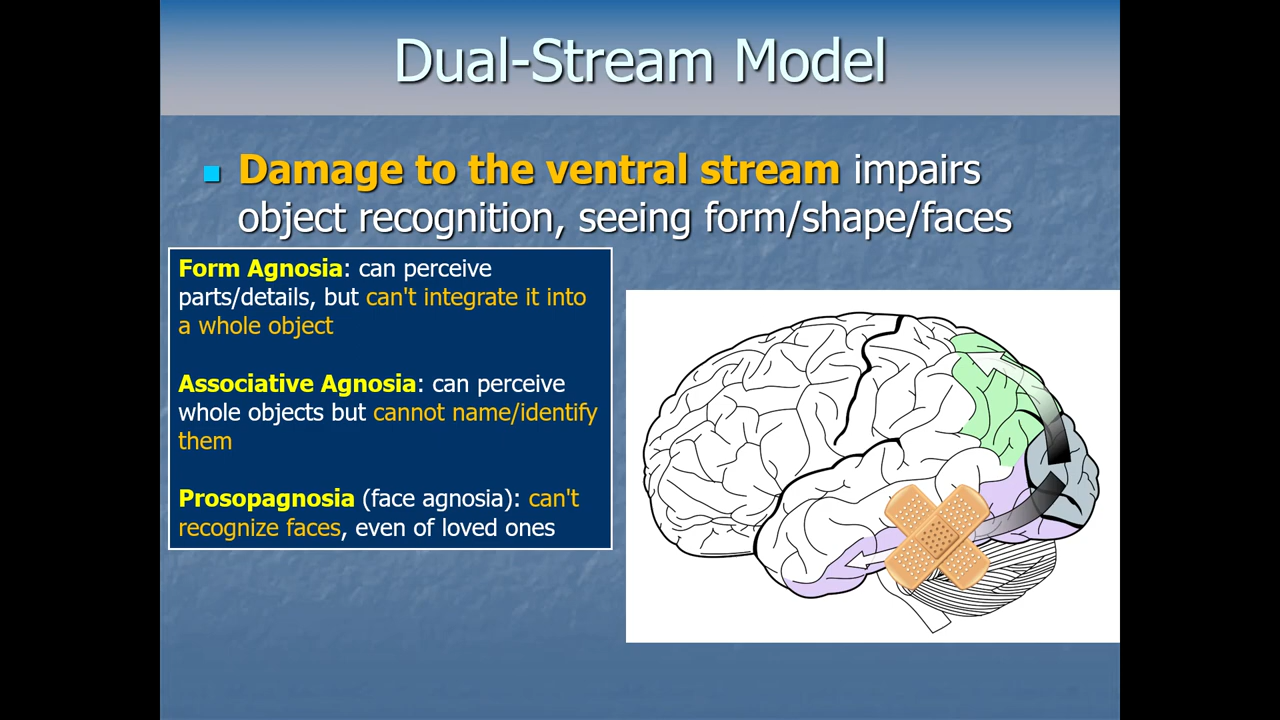 Dual-Stream Model
Damage to the ventral stream impairs
object recognition, seeing form/shape/faces
Form Agnosia: can perceive
parts/details, but can't integrate it into
a whole object
Associative Agnosia: can perceive
whole objects but cannot name/identify
them
Prosopagnosia (face agnosia): can't
recognize faces, even of loved ones